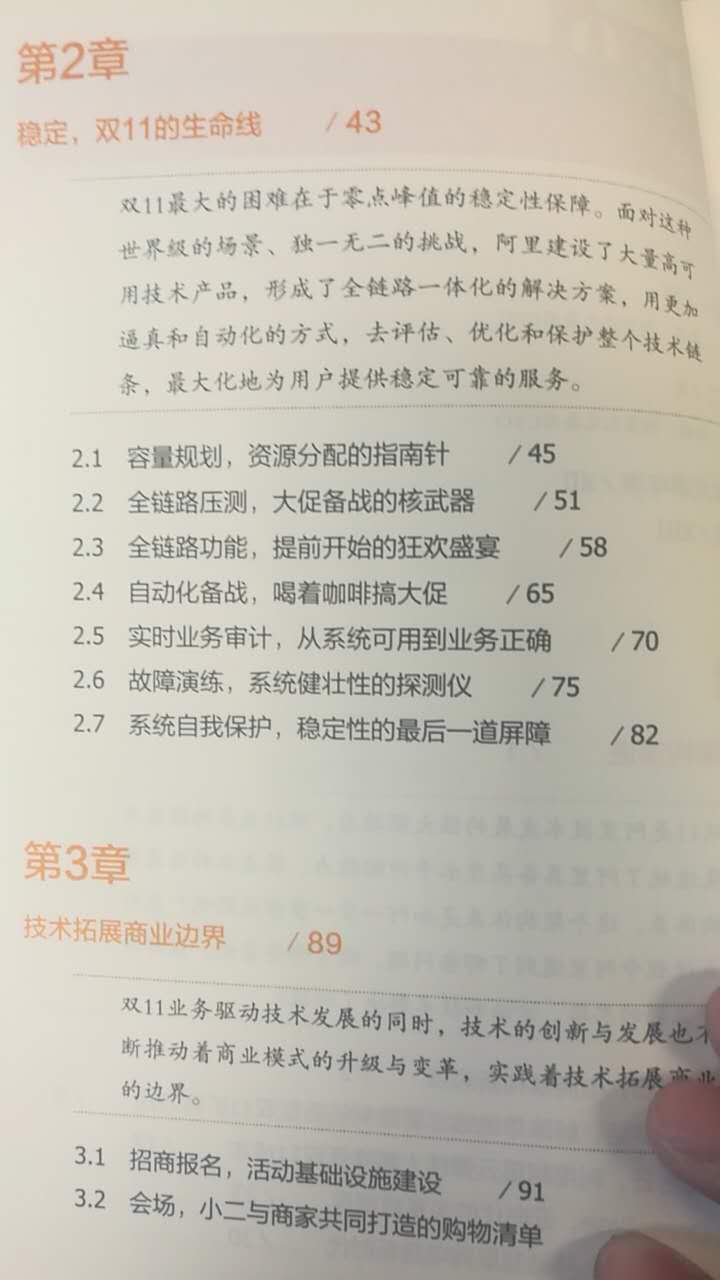 第2章
稳定，双11的生命线 / 43
双11最大的困难在于零点峰值的稳定性保障。面对这种
世界级的场景、独一无二的挑战，阿里建设了大量高可
用技术产品，形成了全链路一体化的解决方案，用更加
逼真和自动化的方式，去评估、优化和保护整个技术链
条，最大化地为用户提供稳定可靠的服务。
2.1 容量规划，资源分配的指南针 / 45
2.2 全链路压测，大促备战的核武器 / 51
2.3 全链路功能，提前开始的狂欢盛宴 / 58
2.4 自动化备战，喝着咖啡搞大促 / 65
2.5 实时业务审计，从系统可用到业务正确 / 70
2.6 故障演练，系统健壮性的探测仪 / 75
2.7 系统自我保护，稳定性的最后一道屏障 / 82
第3章
技术拓展商业边界 / 89
双11业务驱动技术发展的同时，技术的创新与发展也不
断推动着商业模式的升级与变革，实践着技术拓展商业
的边界。
3.1 招商报名，活动基础设施建设 / 91
3.2 会场，小二与商家共同打造的购物清单